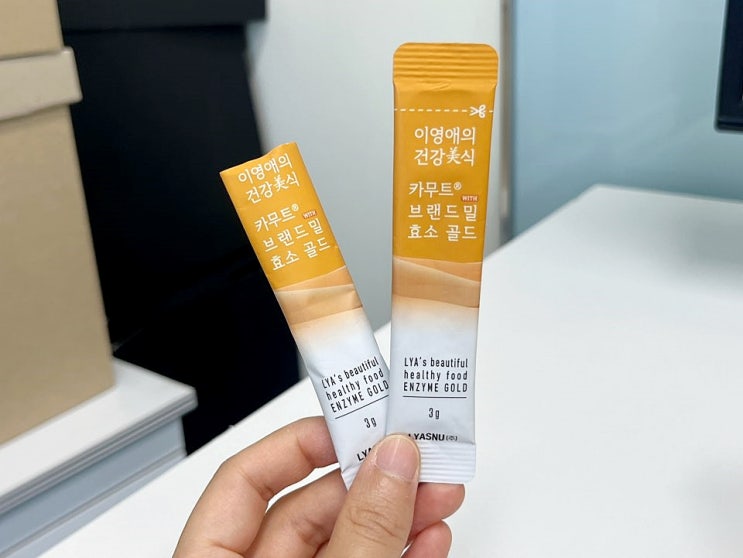 이영애의
건강美식
카무트®
WITH
브랜드밀
효소 골드
LYA's beautiful
healthy food
ENZYME GOLD
3g
LY
이영애의
건강美식
카무트®
WITH
브랜드밀
효소 골드
LYA's beautiful
healthy food
ENZYME GOLD
3g
LYASNU(주)